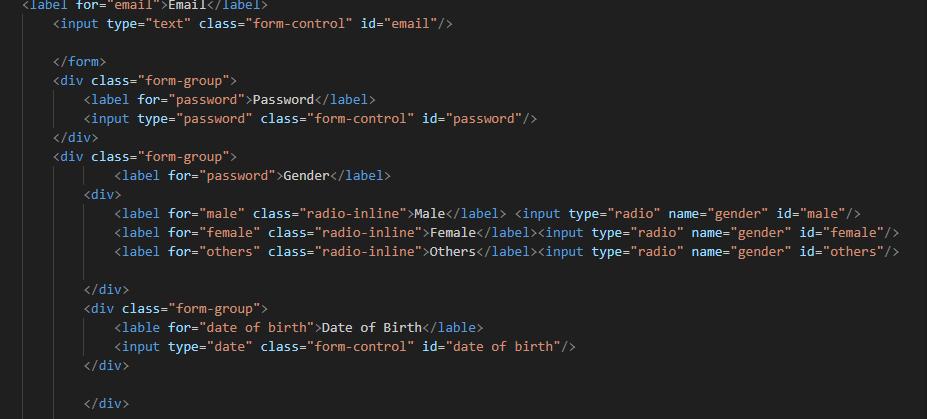 <label for="email">Email</label>
<input type="text" class="form-control" id="email"/>
</form>
<div class="form-group">
<label for="password">Password</label>
<input type="password" class="form-control" id="password"/>
</div>
<div class="form-group">
<label for="password">Gender</label>
<div>
<label for="male" class="radio-inline">Male</label> <input type="radio" name="gender" id="male"/>
<label for="female" class="radio-inline">Female</label><input type="radio" name="gender" id="female"/>
<label for="others" class="radio-inline">Others</label><input type="radio" name="gender" id="others"/>
</div>
<div class="form-group">
<lable for="date of birth">Date of Birth</lable>
<input type="date" class="form-control" id="date of birth"/>
</div>
</div>